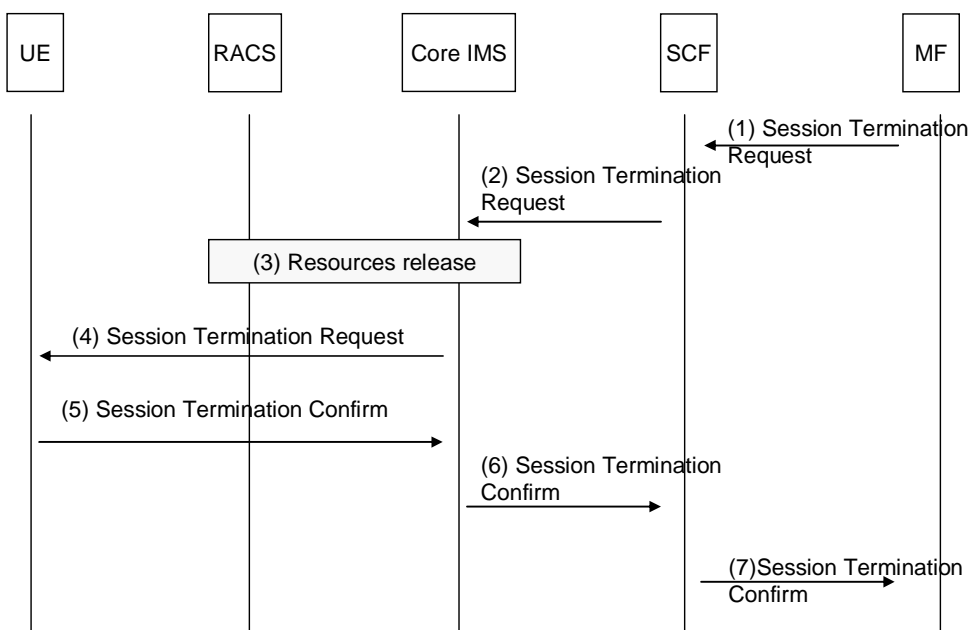 UE
RACS
Core IMS
SCF
MF
(1) Session Termination
Request
(2) Session Termination
Request
(3) Resources release
(4) Session Termination Request
(5) Session Termination Confirm
(6) Session Termination
Confirm
(7)Session Termination
Confirm